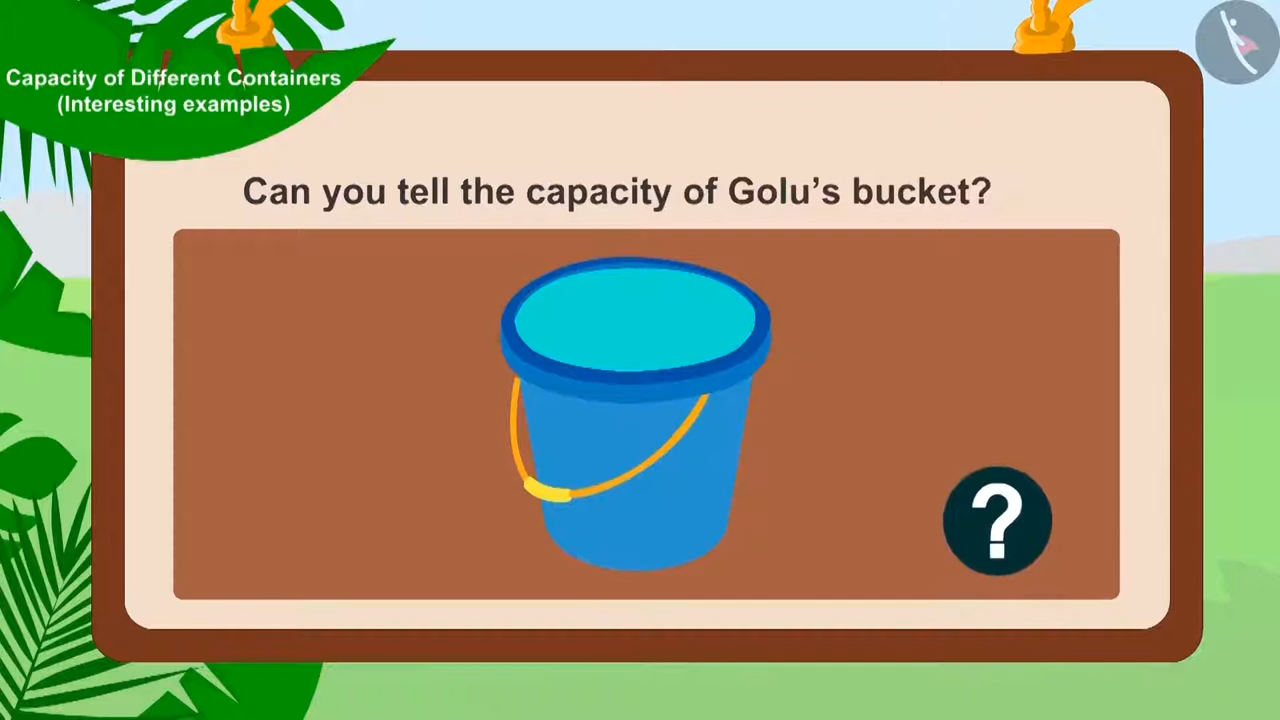 Capacity of Different Containers
(Interesting examples)
Can you tell the capacity of Golu’s bucket?
?